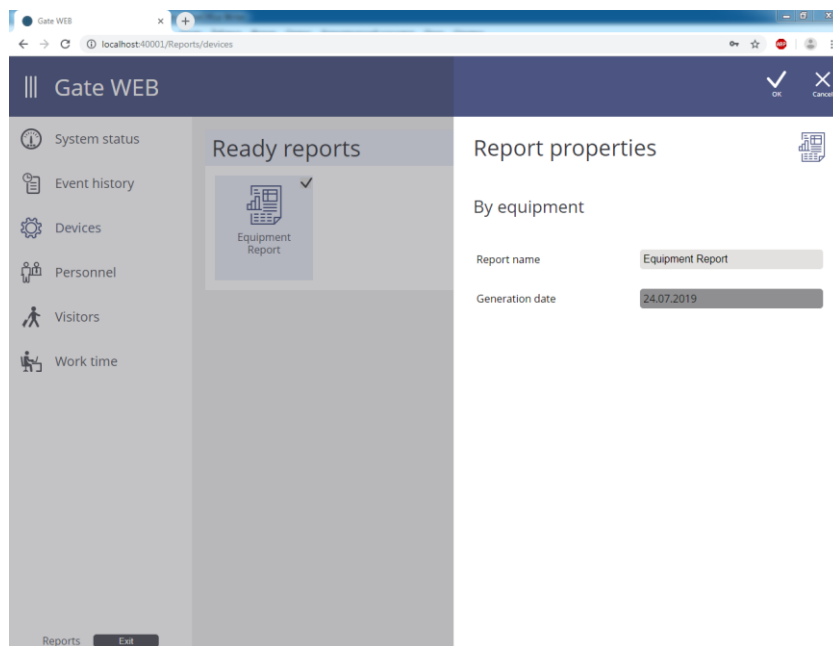 Gate WEB
localhost:40001/Reports/devices
Gate WEB
OK
Cancel
System status
Event history
Devices
Personnel
Visitors
Work time
Reports
Exit
Ready reports
Equipment
Report
Report properties
By equipment
Report name
Equipment Report
Generation date
24.07.2019